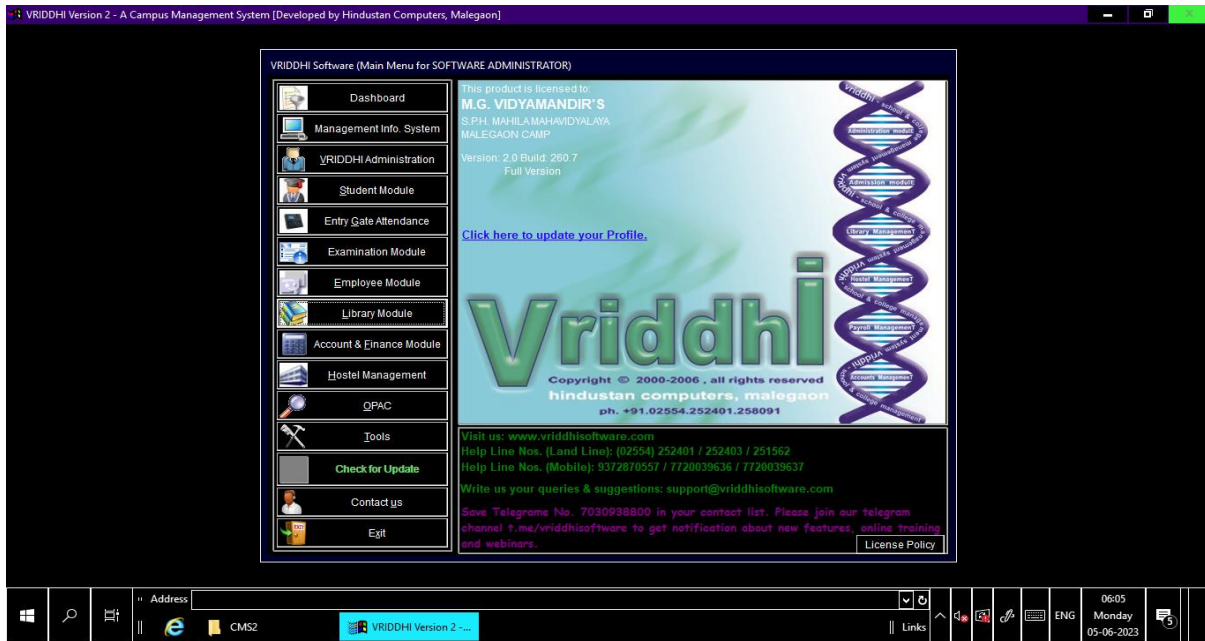 VRIDDHI Version 2 - A Campus Management System [Developed by Hindustan Computers, Malegaon]
VRIDDHI Software (Main Menu for SOFTWARE ADMINISTRATOR)
Dashboard
Management Info. System
VRIDDHI Administration
Student Module
Entry Gate Attendance
Examination Module
Employee Module
Library Module
Account & Finance Module
Hostel Management
OPAC
Tools
Check for Update
Contact us
Exit
This product is licensed to:
M.G. VIDYAMANDIR'S
S.P.H. MAHILA MAHAVIDYALAYA
MALEGAON CAMP
Version: 2.0 Build: 260.7
Full Version
Click here to update your Profile.
Vriddhi
Copyright © 2000-2006 , all rights reserved
hindustan computers, malegaon
ph. +91.02554.252401.258091
Administration modulE
Admission modulE
Library ManagemenT
Hostel ManagemenT
Payroll ManagemenT
Accounts ManagemenT
Visit us: www.vriddhisoftware.com
Help Line Nos. (Land Line): (02554) 252401 / 252403 / 251562
Help Line Nos. (Mobile): 9372870557 / 7720039636 / 7720039637
Write us your queries & suggestions: support@vriddhisoftware.com
Save Telegrame No. 7030938800 in your contact list. Please join our telegram
channel t.me/vriddhisoftware to get notification about new features, online training
and webinars.
License Policy
Address
Links
CMS2
VRIDDHI Version 2 -...
ENG
06:05
Monday
05-06-2023
5